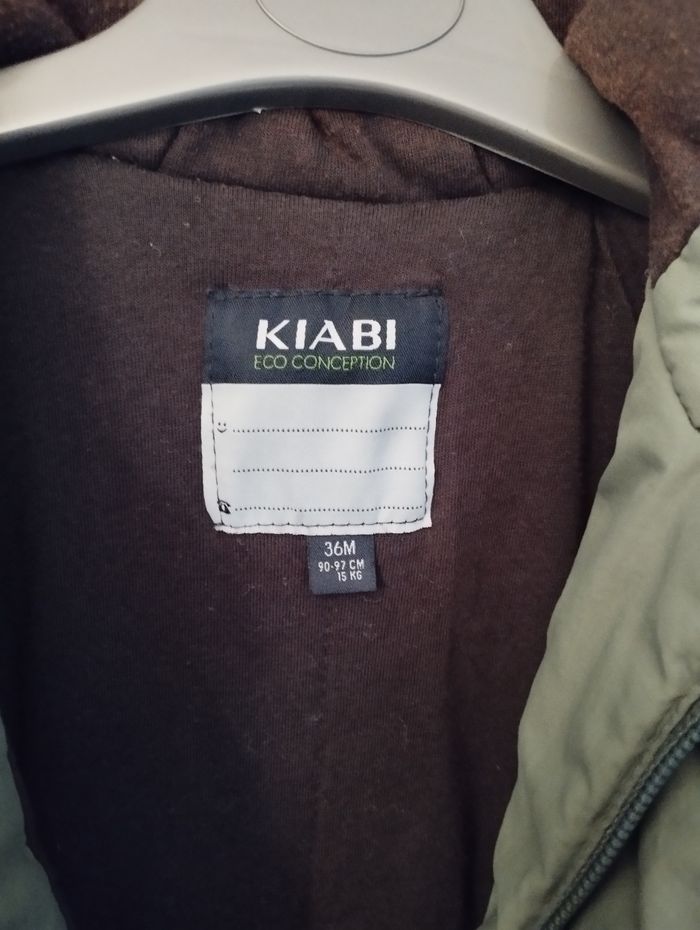 KIABI
ECO CONCEPTION
36M
90-97 CM
15 KG